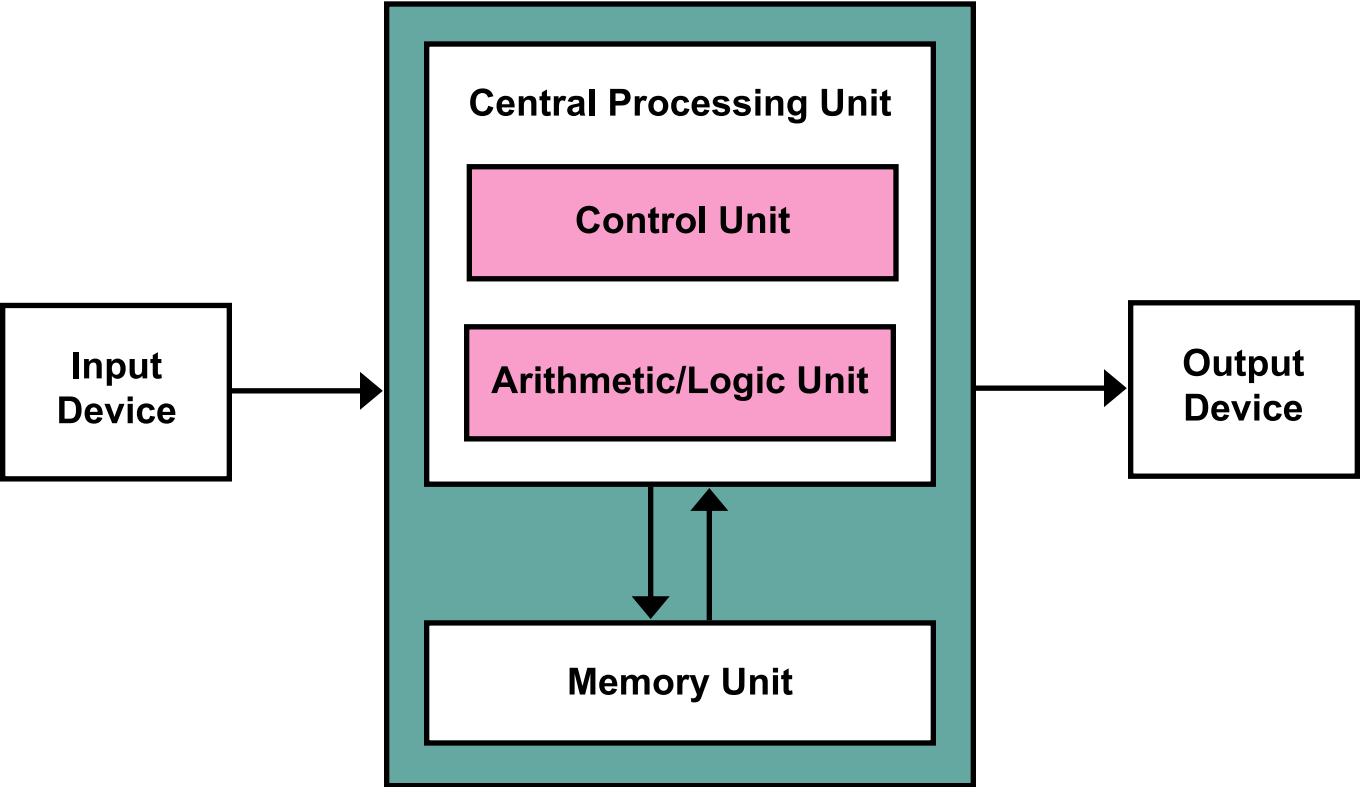 Central Processing Unit
Control Unit
Arithmetic/Logic Unit
Input
Device
Output
Device
Memory Unit